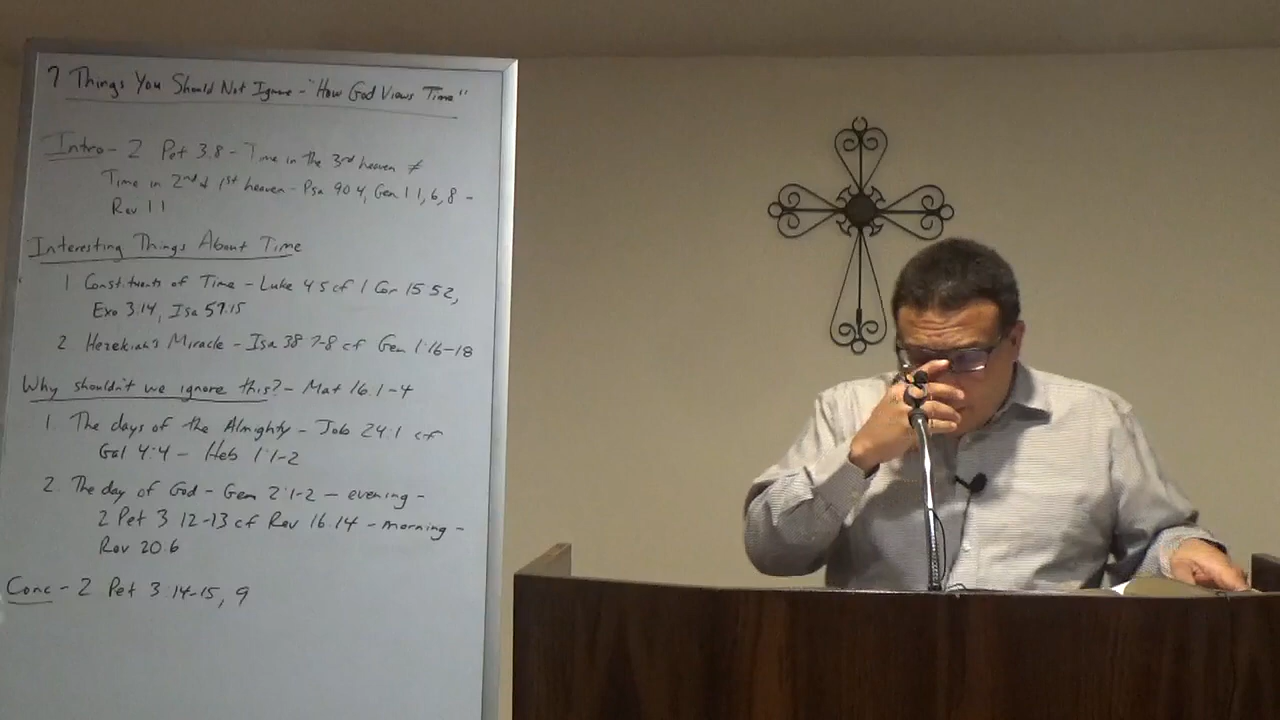 7 Things You Should Not Ignore - "How God Views Time"
Intro - 2 Pet 3.8 - Time in the 3rd heaven ≠
Time in 2nd & 1st heaven - Psa 90 4, Gen 1 1, 6, 8 -
Rev 1 1
Interesting Things About Time
1 Constituents of Time - Luke 4 5 cf 1 Cor 15 52,
Exo 3.14, Isa 57.15
2 Hezekiah's Miracle - Isa 38 7-8 cf Gen 1:16-18
Why shouldn't we ignore this? - Mat 16.1-4
1. The days of the Almighty - Job 24:1 cf
Gal 4:4 - Heb 1:1-2
2. The day of God - Gen 2:1-2 - evening -
2 Pet 3 12-13 cf Rev 16.14 - morning -
Rev 20.6
Conc - 2 Pet 3 14-15, 9